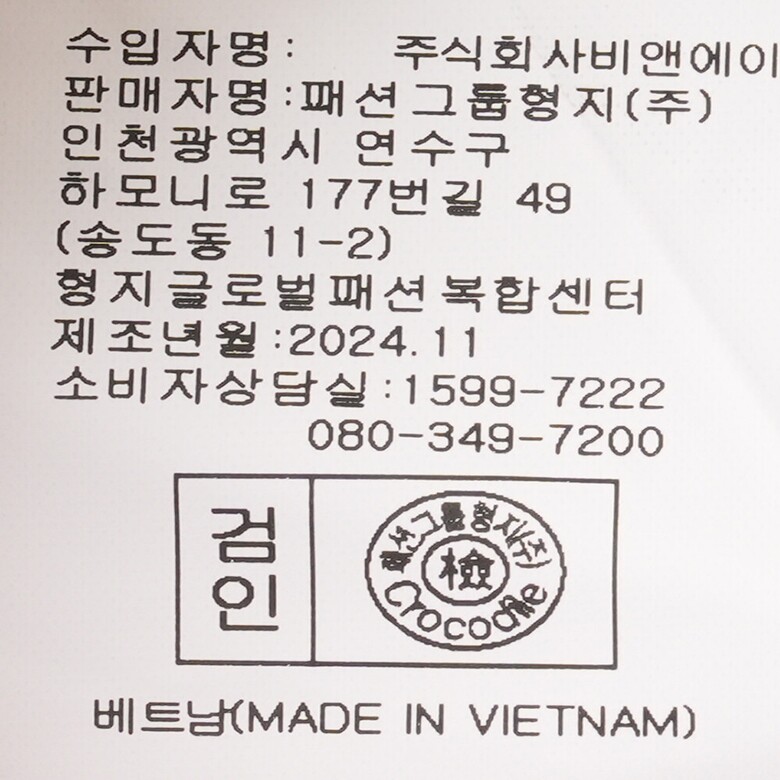 수입자명: 주식회사비앤에이
판매자명:패션그룹형지(주)
인천광역시 연수구
하모니로 177번길 49
(송도동 11-2)
형지글로벌패션복합센터
제조년월:2024.11
소비자상담실:1599-7222
080-349-7200
검인
패션그룹형지(주)
檢
Crocodile
베트남(MADE IN VIETNAM)